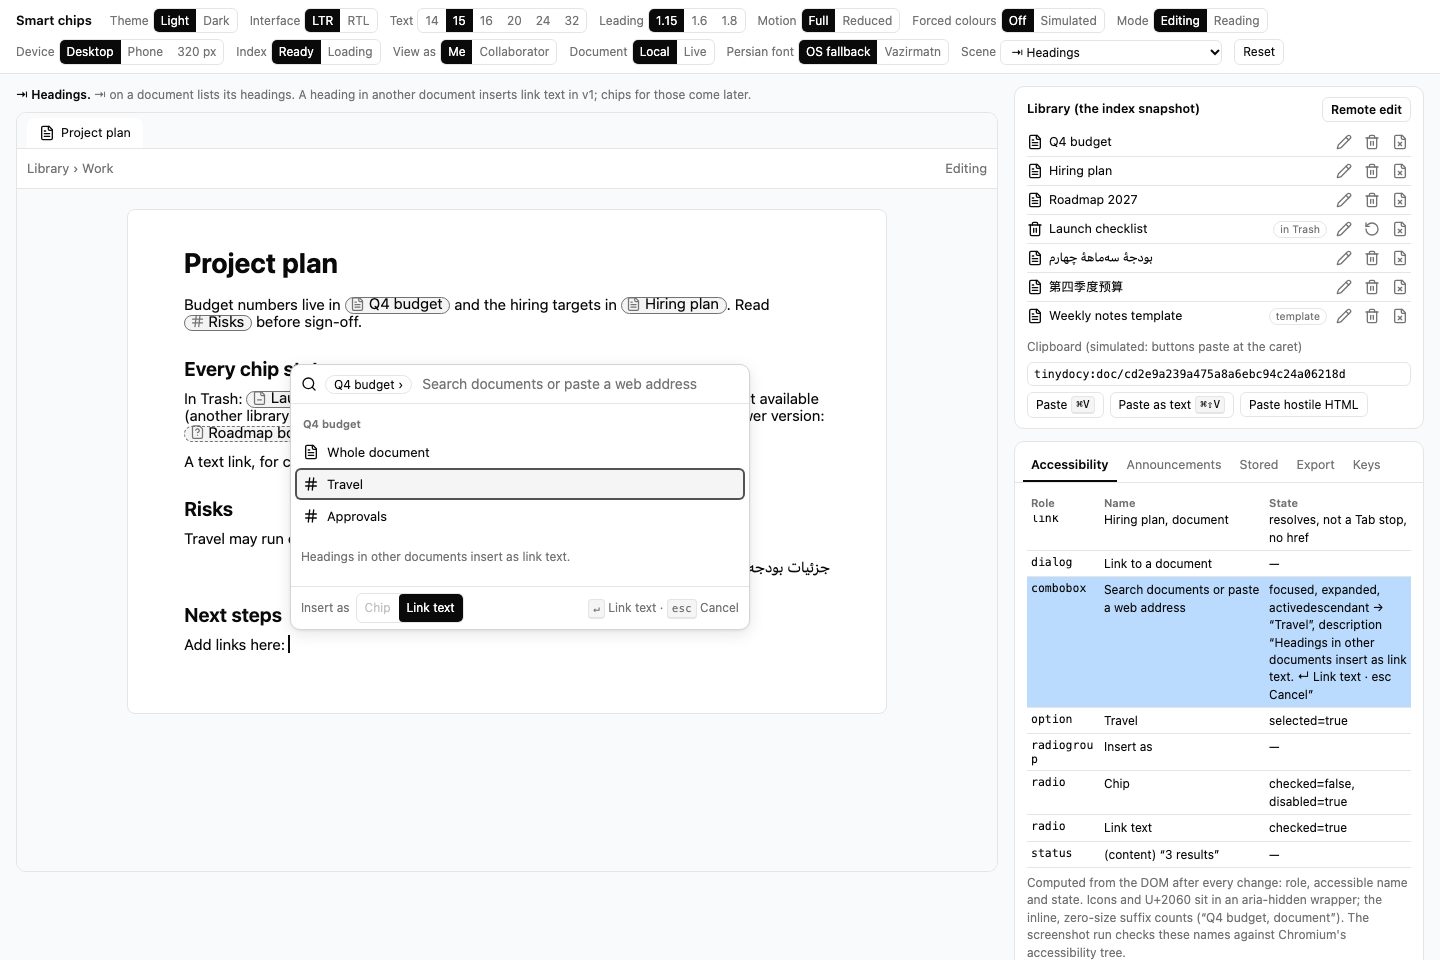 Smart chips Theme Light Dark Interface LTR RTL Text 14 15 16 20 24 32 Leading 1.15 1.6 1.8 Motion Full Reduced Forced colours Off Simulated Mode Editing Reading
Device Desktop Phone 320 px Index Ready Loading View as Me Collaborator Document Local Live Persian font OS fallback Vazirmatn Scene ⇥ Headings Reset
⇥ Headings. ⇥ on a document lists its headings. A heading in another document inserts link text in v1; chips for those come later.
Project plan
Library › Work
Editing
Project plan
Budget numbers live in Q4 budget and the hiring targets in Hiring plan. Read
# Risks before sign-off.
Every chip
In Trash: available
(another library version:
Roadmap
A text link, for
Risks
Travel may run
جزئیات بودجه
Next steps
Add links here:
Q4 budget › Search documents or paste a web address
Q4 budget
Whole document
# Travel
# Approvals
Headings in other documents insert as link text.
Insert as Chip Link text ↵ Link text · esc Cancel
Library (the index snapshot) Remote edit
Q4 budget
Hiring plan
Roadmap 2027
Launch checklist in Trash
بودجهٔ سه‌ماههٔ چهارم
第四季度预算
Weekly notes template template
Clipboard (simulated: buttons paste at the caret)
tinydocy:doc/cd2e9a239a475a8a6ebc94c24a06218d
Paste ⌘V Paste as text ⌘⇧V Paste hostile HTML
Accessibility Announcements Stored Export Keys
Role Name State
link Hiring plan, document resolves, not a Tab stop,
no href
dialog Link to a document —
combobox Search documents or paste focused, expanded,
a web address activedescendant →
“Travel”, description
“Headings in other
documents insert as link
text. ↵ Link text · esc
Cancel”
option Travel selected=true
radiogrou Insert as —
p
radio Chip checked=false,
disabled=true
radio Link text checked=true
status (content) “3 results” —
Computed from the DOM after every change: role, accessible name
and state. Icons and U+2060 sit in an aria-hidden wrapper; the
inline, zero-size suffix counts (“Q4 budget, document”). The
screenshot run checks these names against Chromium's
accessibility tree.